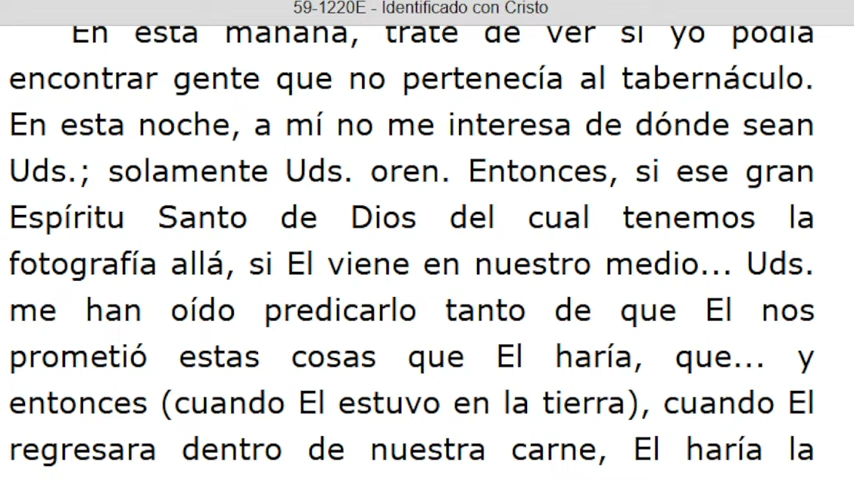 59-1220E - Identificado con Cristo
En esta mañana, traté de ver si yo podía
encontrar gente que no pertenecía al tabernáculo.
En esta noche, a mí no me interesa de dónde sean
Uds.; solamente Uds. oren. Entonces, si ese gran
Espíritu Santo de Dios del cual tenemos la
fotografía allá, si El viene en nuestro medio... Uds.
me han oído predicarlo tanto de que El nos
prometió estas cosas que El haría, que... y
entonces (cuando El estuvo en la tierra), cuando El
regresara dentro de nuestra carne, El haría la